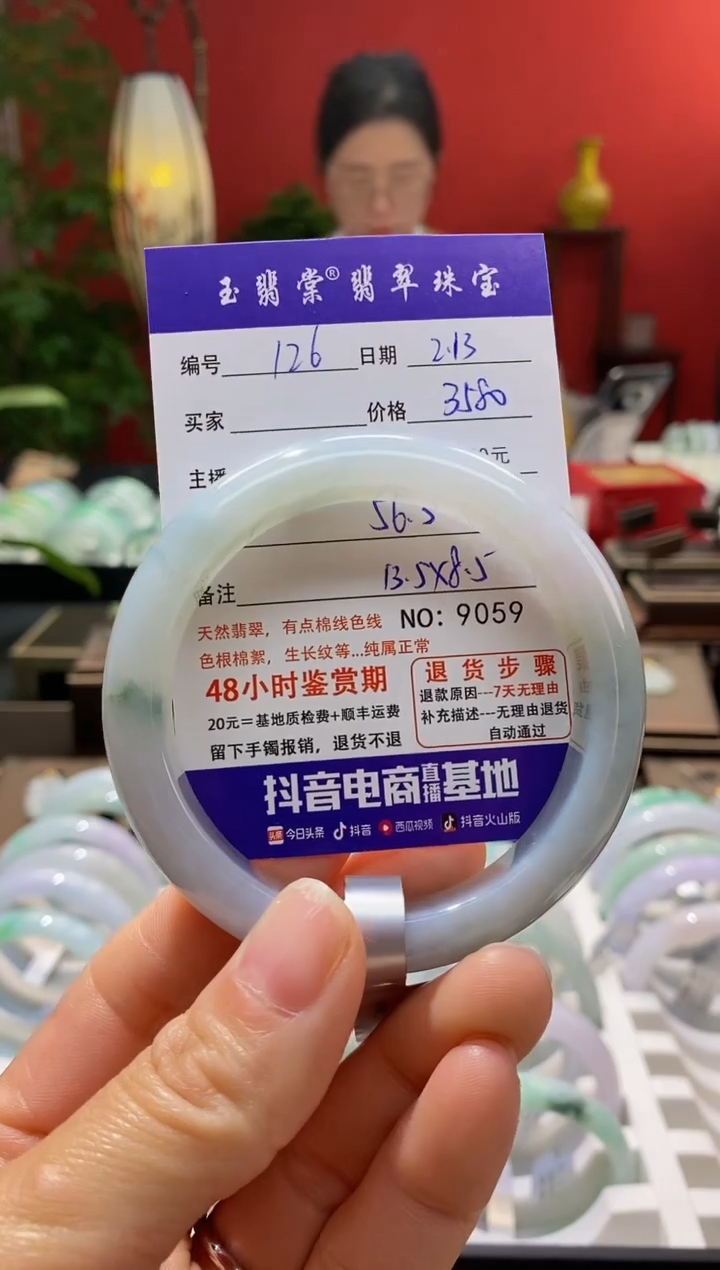 玉翡棠®翡翠珠宝
编号 126 日期 2.13
买家 价格 3580
主播 元
56.5
备注 13.5X8.5
天然翡翠，有点棉线色线 NO: 9059
色根棉絮，生长纹等...纯属正常
48小时鉴赏期
20元=基地质检费+顺丰运费
留下手镯报销，退货不退
退货步骤
退款原因---7天无理由
补充描述---无理由退货
自动通过
抖音电商直播基地
头条 今日头条 抖音 西瓜视频 抖音火山版